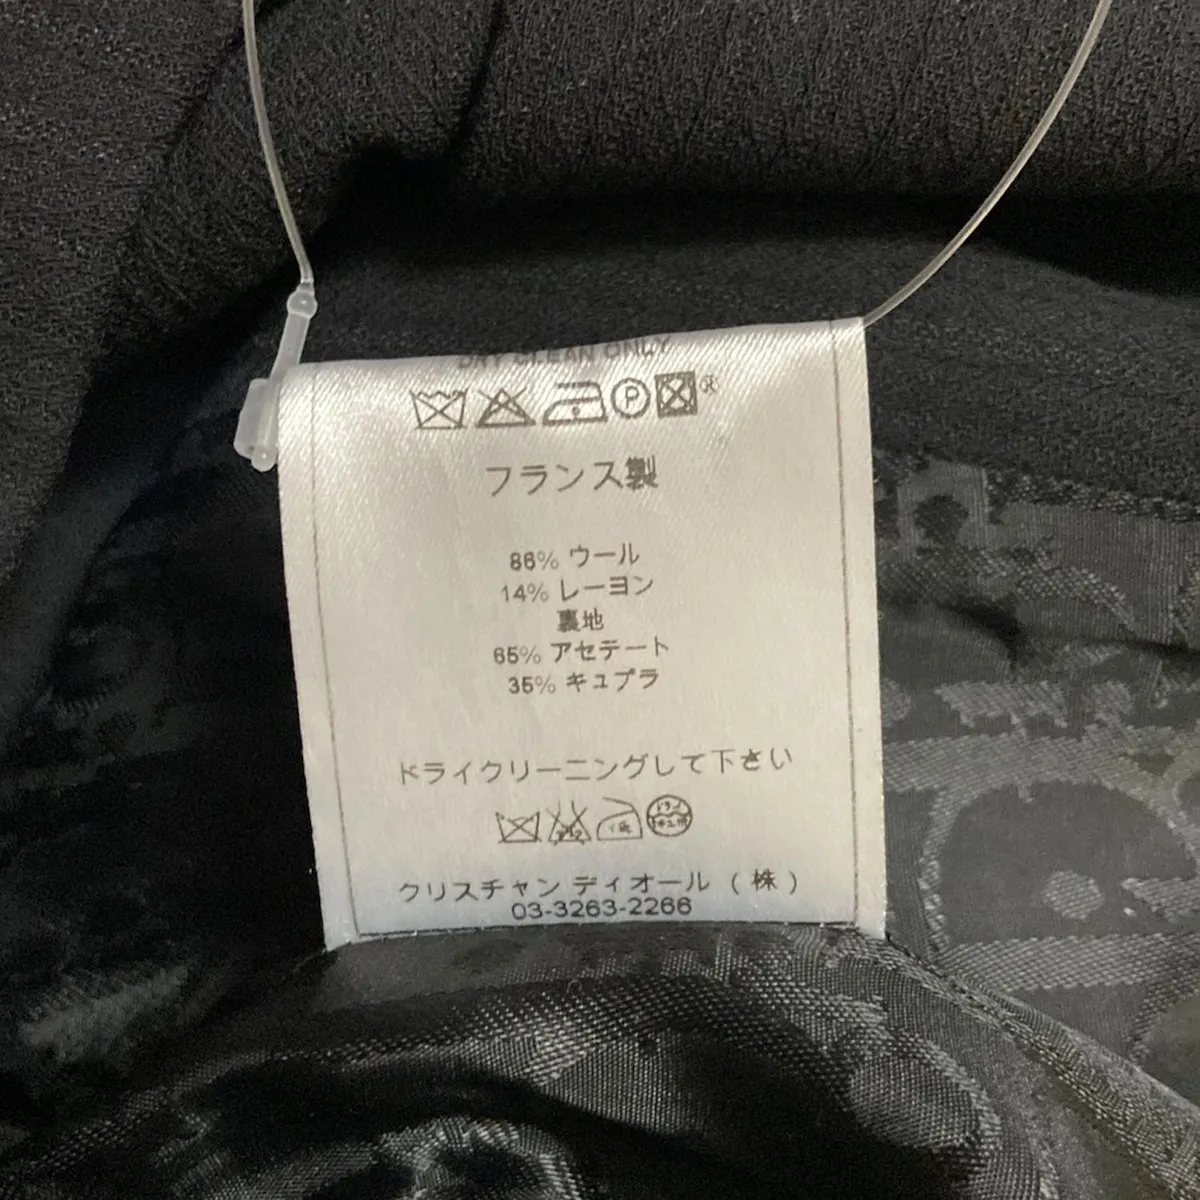 DRY CLEAN ONLY
P ®
フランス製
86% ウール
14% レーヨン
裏地
65% アセテート
35% キュプラ
ドライクリーニングして下さい
クリスチャン ディオール (株)
03-3263-2266